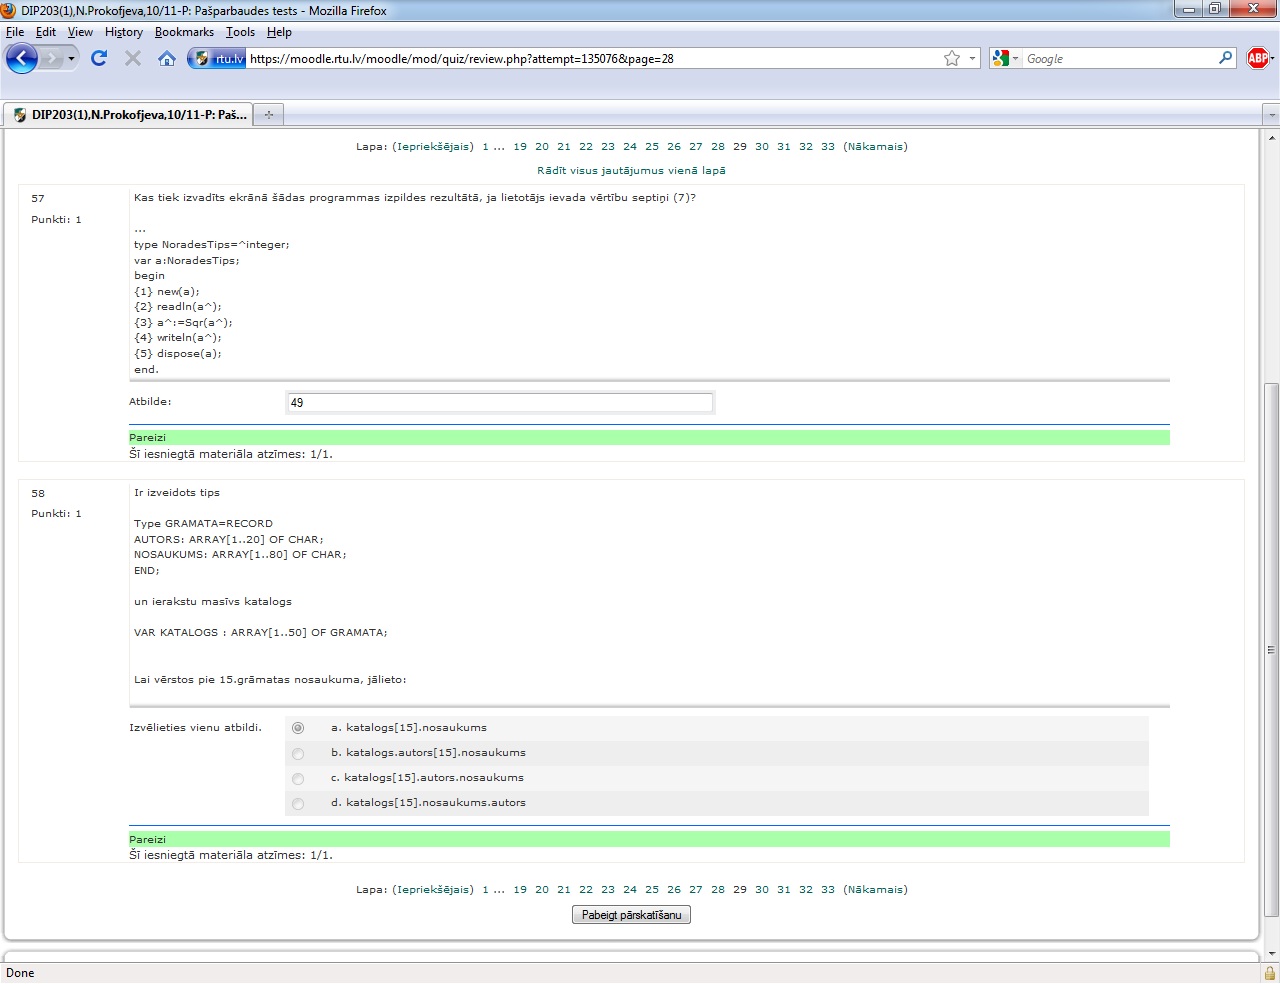 DIP203(1),N.Prokofjeva,10/11-P: Pašparbaudes tests - Mozilla Firefox
File Edit View History Bookmarks Tools Help
rtu.lv https://moodle.rtu.lv/moodle/mod/quiz/review.php?attempt=135076&page=28
Google
ABP
DIP203(1),N.Prokofjeva,10/11-P: Paš...
Lapa: (Iepriekšējais) 1 ... 19 20 21 22 23 24 25 26 27 28 29 30 31 32 33 (Nākamais)
Rādīt visus jautājumus vienā lapā
57
Punkti: 1
Kas tiek izvadīts ekrānā šādas programmas izpildes rezultātā, ja lietotājs ievada vērtību septiņi (7)?
...
type NoradesTips=^integer;
var a:NoradesTips;
begin
{1} new(a);
{2} readln(a^);
{3} a^:=Sqr(a^);
{4} writeln(a^);
{5} dispose(a);
end.
Atbilde:
49
Pareizi
Šī iesniegtā materiāla atzīmes: 1/1.
58
Punkti: 1
Ir izveidots tips
Type GRAMATA=RECORD
AUTORS: ARRAY[1..20] OF CHAR;
NOSAUKUMS: ARRAY[1..80] OF CHAR;
END;
un ierakstu masīvs katalogs
VAR KATALOGS : ARRAY[1..50] OF GRAMATA;
Lai vērstos pie 15.grāmatas nosaukuma, jālieto:
Izvēlieties vienu atbildi.
a. katalogs[15].nosaukums
b. katalogs.autors[15].nosaukums
c. katalogs[15].autors.nosaukums
d. katalogs[15].nosaukums.autors
Pareizi
Šī iesniegtā materiāla atzīmes: 1/1.
Lapa: (Iepriekšējais) 1 ... 19 20 21 22 23 24 25 26 27 28 29 30 31 32 33 (Nākamais)
Pabeigt pārskatīšanu
Done